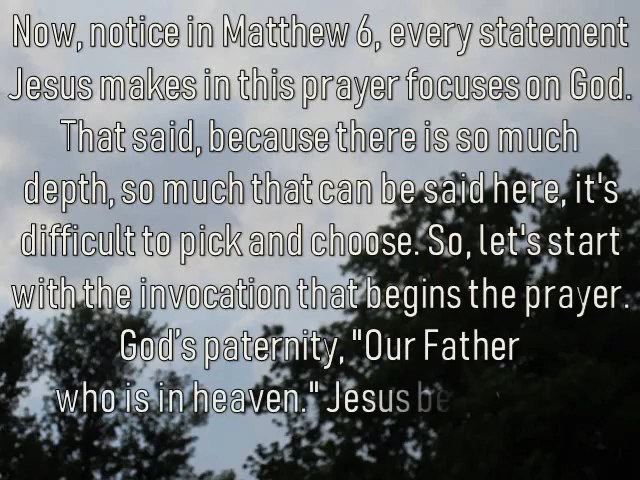 Now, notice in Matthew 6, every statement
Jesus makes in this prayer focuses on God.
That said, because there is so much
depth, so much that can be said here, it's
difficult to pick and choose. So, let's start
with the invocation that begins the prayer.
God’s paternity, "Our Father
who is in heaven." Jesus be